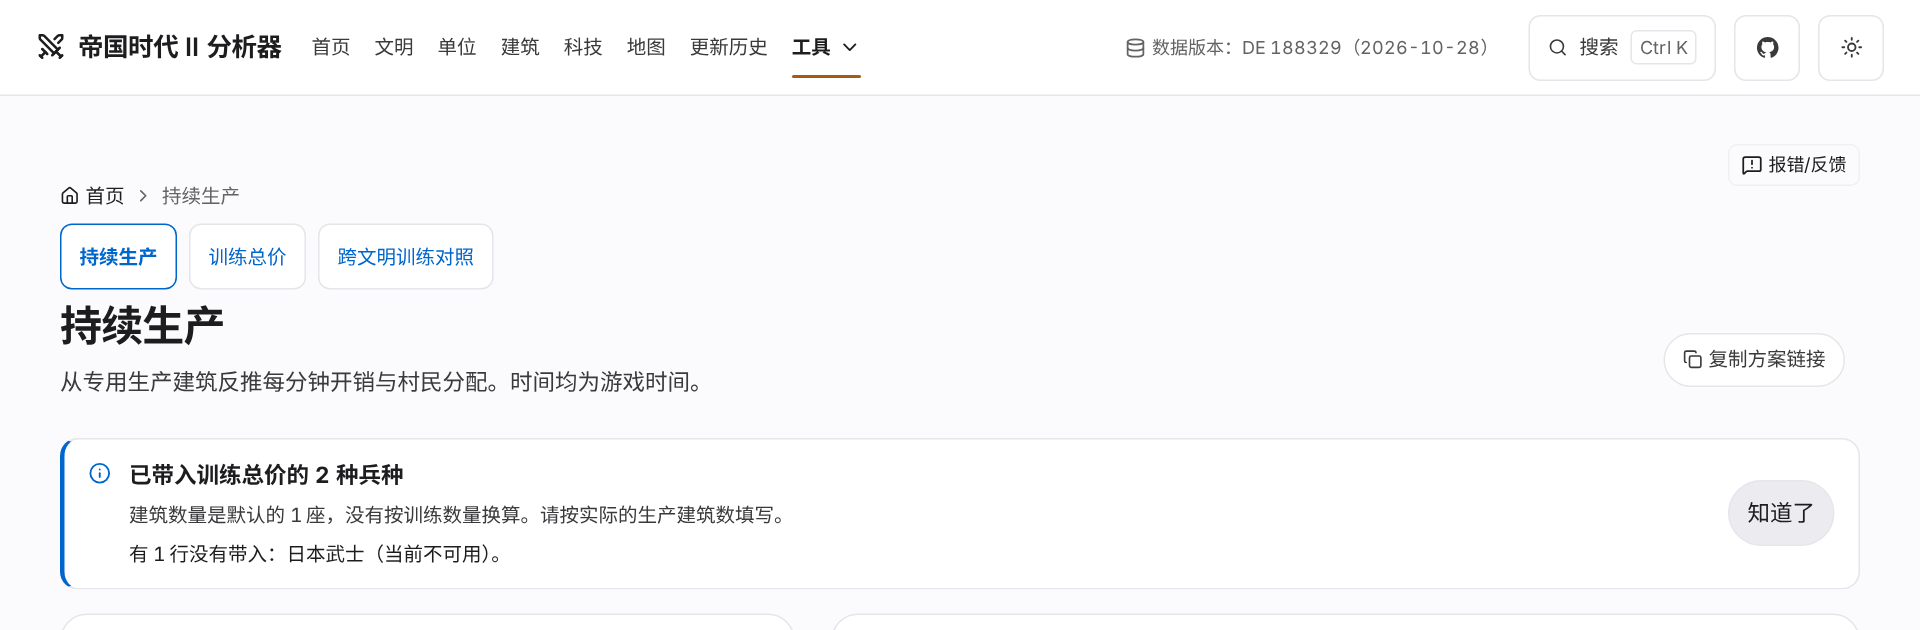 帝国时代 II 分析器 首页 文明 单位 建筑 科技 地图 更新历史 工具 数据版本：DE 188329（2026-10-28） 搜索 Ctrl K
报错/反馈
首页 持续生产
持续生产 训练总价 跨文明训练对照
持续生产
复制方案链接
从专用生产建筑反推每分钟开销与村民分配。时间均为游戏时间。
已带入训练总价的 2 种兵种
建筑数量是默认的 1 座，没有按训练数量换算。请按实际的生产建筑数填写。
知道了
有 1 行没有带入：日本武士（当前不可用）。